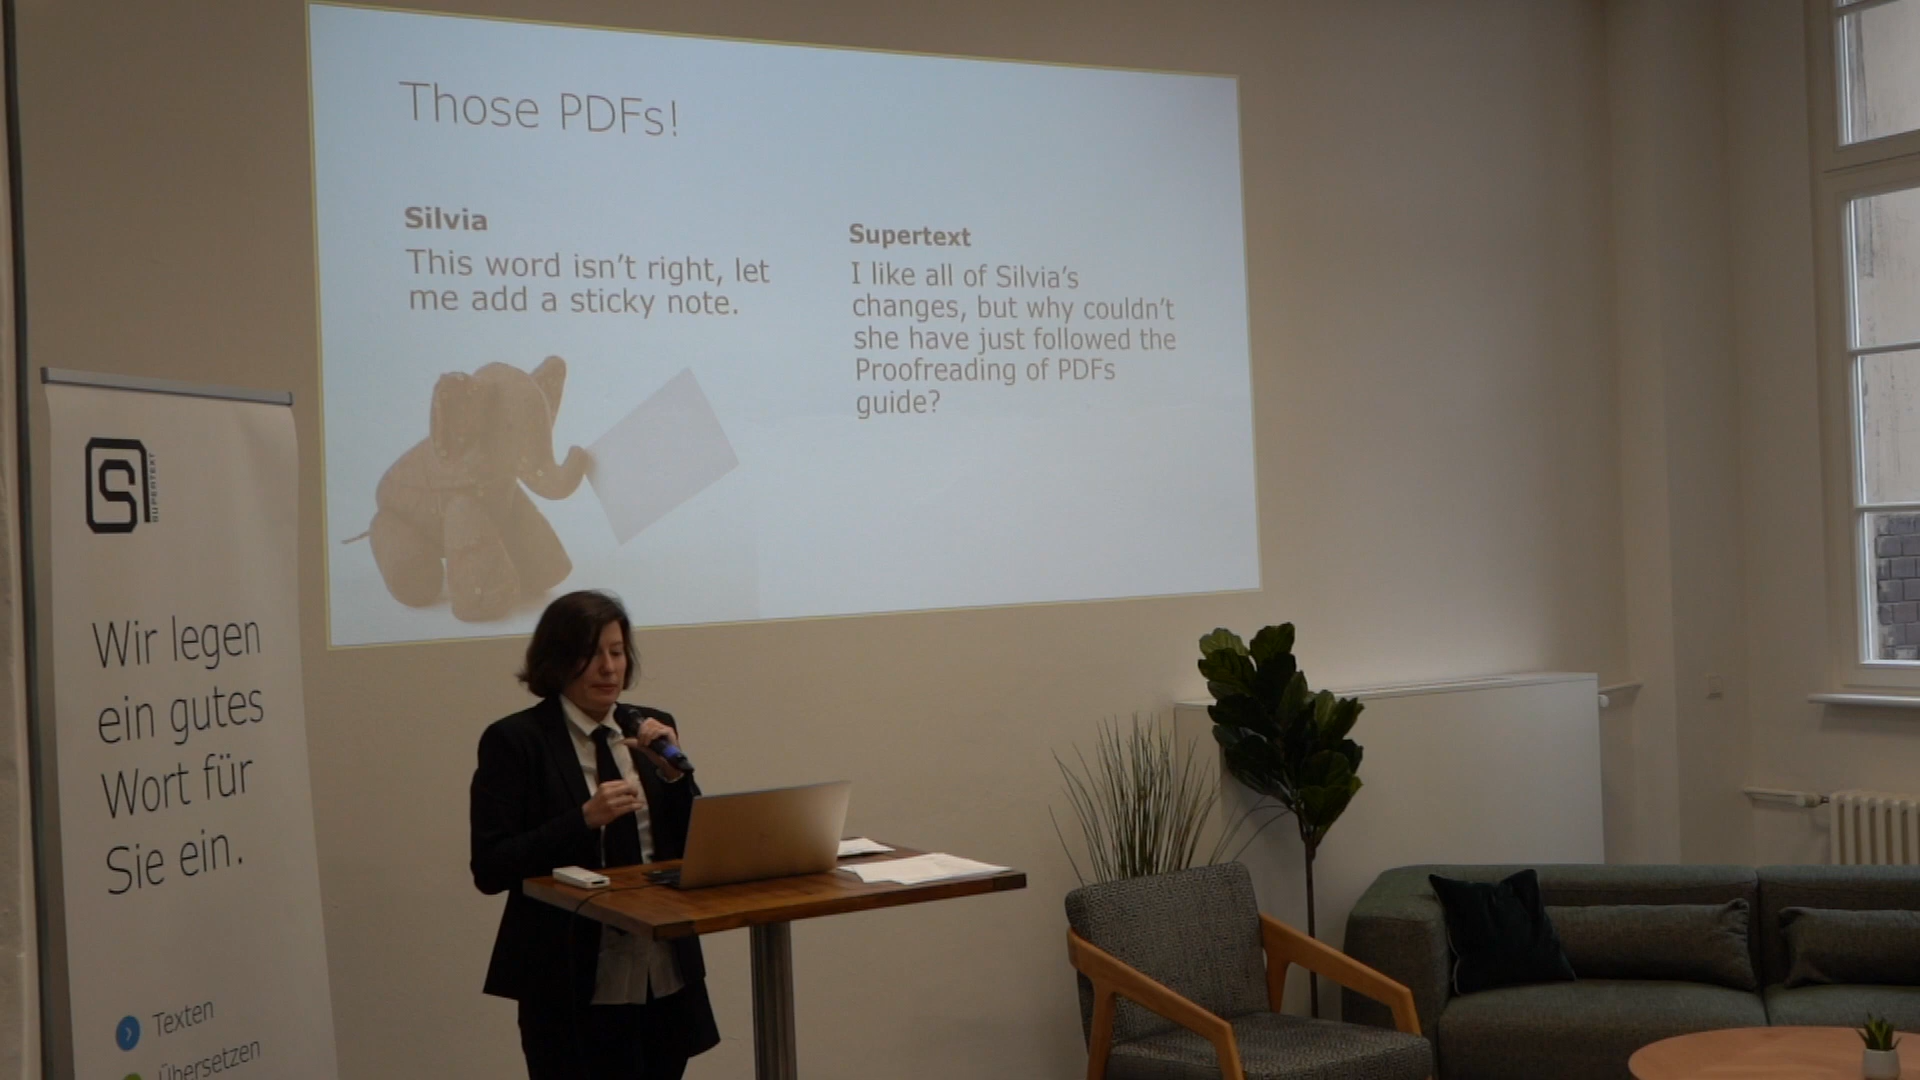 Those PDFs!
Silvia
This word isn't right, let
me add a sticky note.
Supertext
I like all of Silvia's
changes, but why couldn't
she have just followed the
Proofreading of PDFs
guide?
S
SUPERTEXT
Wir legen
ein gutes
Wort für
Sie ein.
Texten
Übersetzen